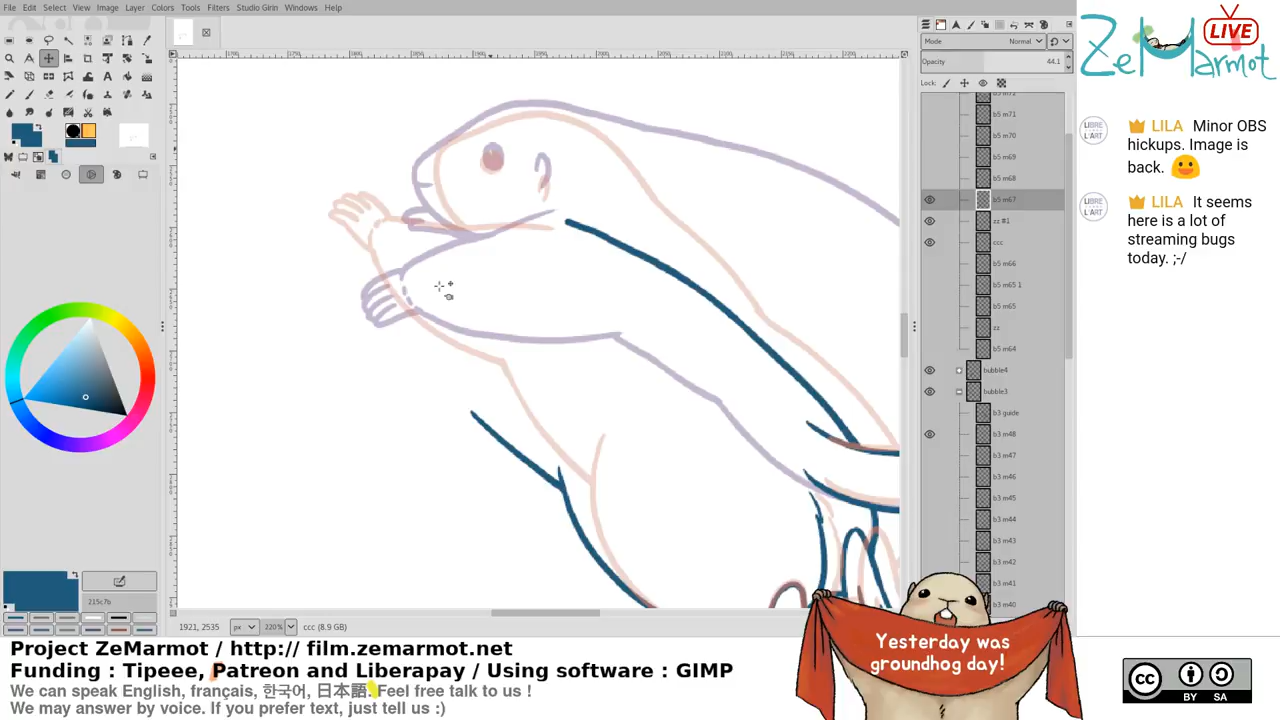 File Edit Select View Image Layer Colors Tools Filters Studio Girin Windows Help
Mode Normal
Opacity 44.1
Lock:
b5 m72
b5 m71
b5 m70
b5 m69
b5 m68
b5 m67
zz #1
ccc
b5 m66
b5 m65 1
b5 m65
zz
b5 m64
bubble4
bubble3
b3 guide
b3 m48
b3 m47
b3 m46
b3 m45
b3 m44
b3 m43
b3 m42
b3 m41
b3 m40
215c7b
1921, 2535 px 220% ccc (8.9 GB)
LIVE
ZeMarmot
LILA Minor OBS
hickups. Image is
back.
LILA It seems
here is a lot of
streaming bugs
today. ;-/
Yesterday was
groundhog day!
Project ZeMarmot / http:// film.zemarmot.net
Funding : Tipeee, Patreon and Liberapay / Using software : GIMP
We can speak English, français, 한국어, 日本語. Feel free talk to us !
We may answer by voice. If you prefer text, just tell us :)
cc BY SA